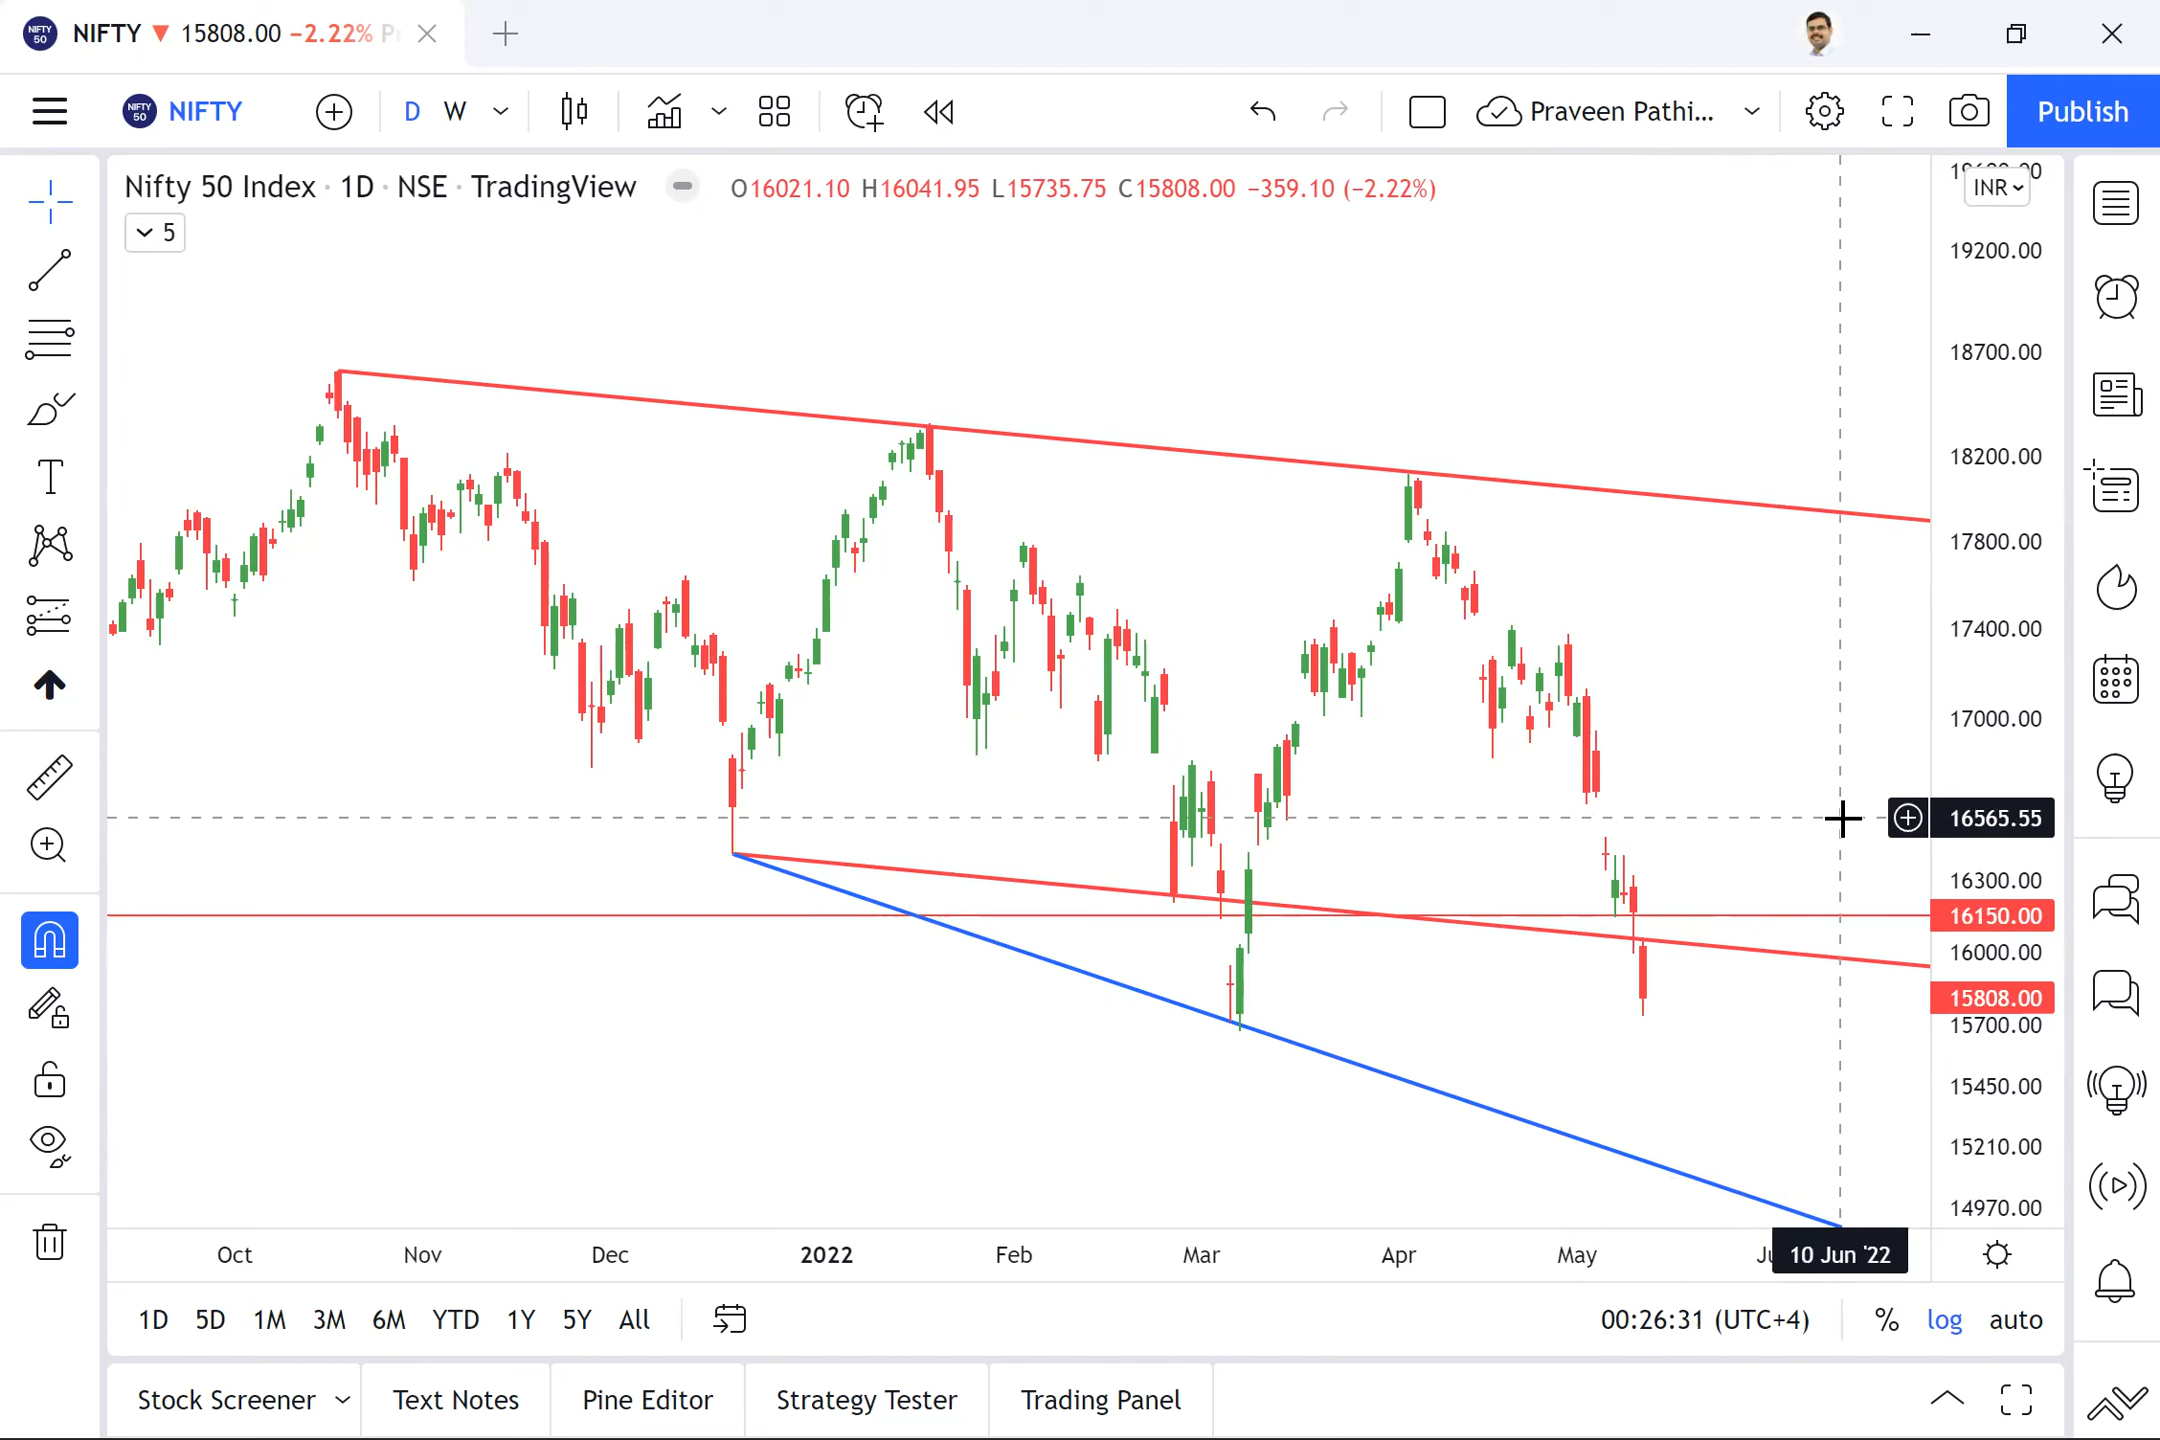 NIFTY 50 NIFTY 15808.00 −2.22%
NIFTY 50 NIFTY D W Praveen Pathi... Publish
Nifty 50 Index · 1D · NSE · TradingView O16021.10 H16041.95 L15735.75 C15808.00 −359.10 (−2.22%)
INR
5
19200.00
18700.00
18200.00
17800.00
17400.00
17000.00
16565.55
16300.00
16150.00
16000.00
15808.00
15700.00
15450.00
15210.00
14970.00
Oct Nov Dec 2022 Feb Mar Apr May 10 Jun '22
1D 5D 1M 3M 6M YTD 1Y 5Y All 00:26:31 (UTC+4) % log auto
Stock Screener Text Notes Pine Editor Strategy Tester Trading Panel